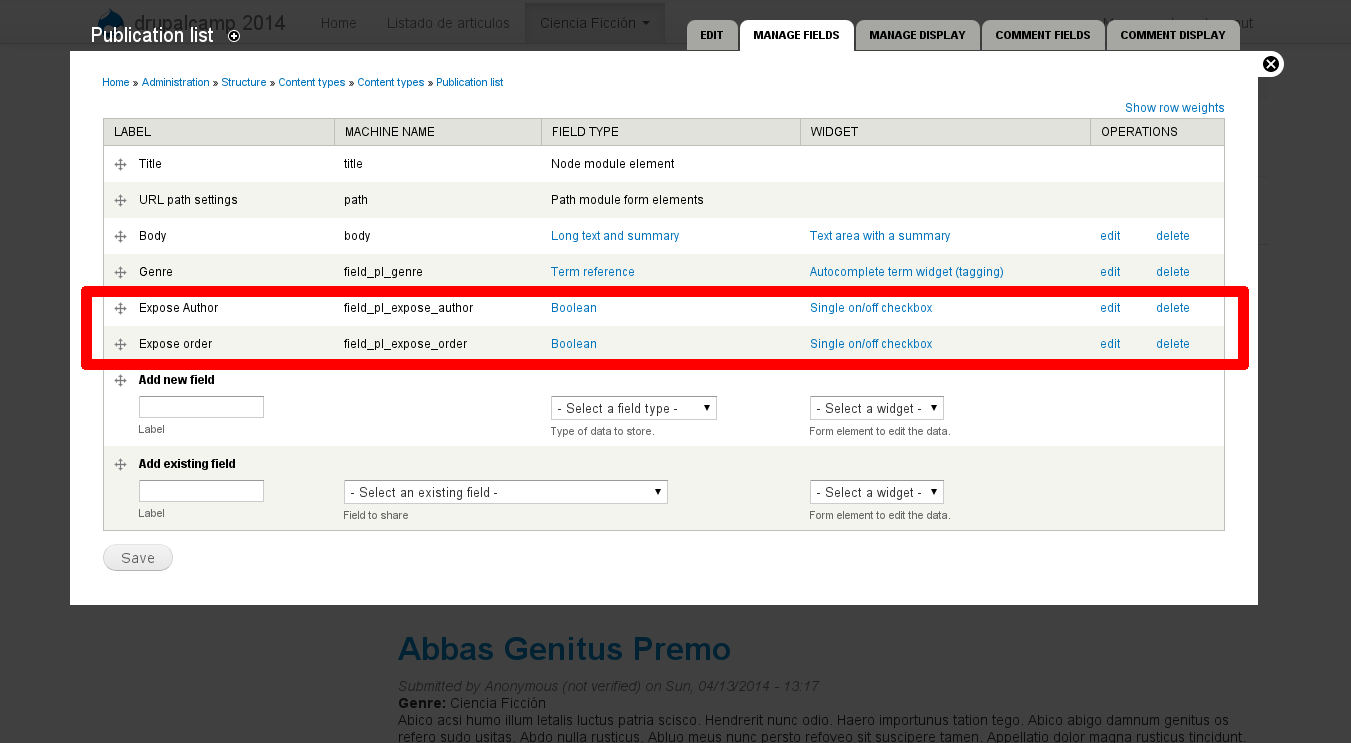 drupalcamp 2014 Home Listado de articulos Ciencia Ficción
Publication list
EDIT MANAGE FIELDS MANAGE DISPLAY COMMENT FIELDS COMMENT DISPLAY
Home » Administration » Structure » Content types » Content types » Publication list
Show row weights
LABEL MACHINE NAME FIELD TYPE WIDGET OPERATIONS
Title title Node module element
URL path settings path Path module form elements
Body body Long text and summary Text area with a summary edit delete
Genre field_pl_genre Term reference Autocomplete term widget (tagging) edit delete
Expose Author field_pl_expose_author Boolean Single on/off checkbox edit delete
Expose order field_pl_expose_order Boolean Single on/off checkbox edit delete
Add new field
- Select a field type - - Select a widget -
Label Type of data to store. Form element to edit the data.
Add existing field
- Select an existing field - - Select a widget -
Label Field to share Form element to edit the data.
Save
Abbas Genitus Premo
Submitted by Anonymous (not verified) on Sun, 04/13/2014 - 13:17
Genre: Ciencia Ficción
Abico acsi humo illum letalis luctus patria scisco. Hendrerit nunc odio. Haero importunus tation tego. Abico abigo damnum genitus os
refero sudo usitas. Abdo nulla rusticus. Abluo meus nunc persto refoveo sit suscipere tamen. Appellatio dolor magna rusticus tincidunt.